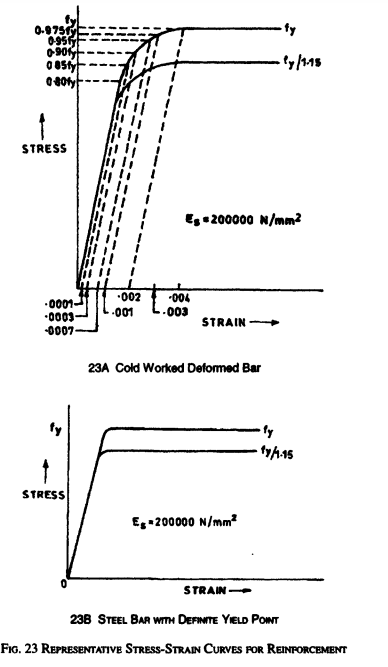 fy
0·975fy
0·95fy
0·90fy
0·85fy
0·80fy
fy
fy/1·15
STRESS
Es = 200000 N/mm²
·0001
·0003
·0007
·001
·002
·003
·004
STRAIN
23A Cold Worked Deformed Bar
fy
fy
fy/1·15
STRESS
Es = 200000 N/mm²
0
STRAIN
23B STEEL BAR WITH DEFINITE YIELD POINT
FIG. 23 REPRESENTATIVE STRESS-STRAIN CURVES FOR REINFORCEMENT